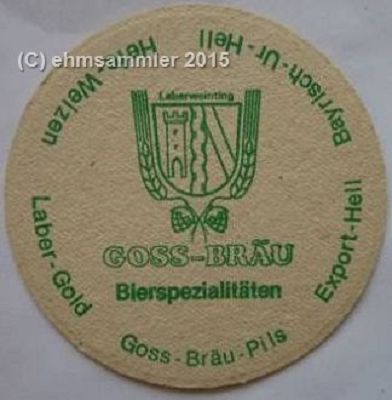 (C) ehmsammler 2015
Hefe-Weizen
Bayrisch-Ur-Hell
Laberweinting
GOSS-BRÄU
Bierspezialitäten
Laber-Gold
Goss-Bräu-Pils
Export-Hell